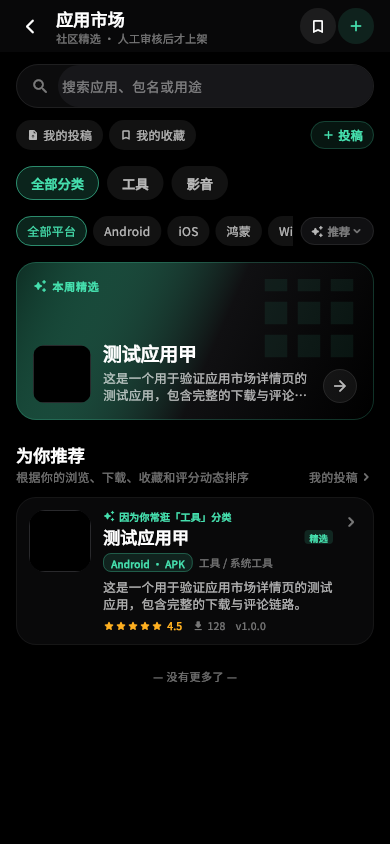 应用市场
社区精选 · 人工审核后才上架
搜索应用、包名或用途
我的投稿
我的收藏
+ 投稿
全部分类
工具
影音
全部平台
Android
iOS
鸿蒙
Wi
推荐
本周精选
测试应用甲
这是一个用于验证应用市场详情页的
测试应用，包含完整的下载与评论…
为你推荐
根据你的浏览、下载、收藏和评分动态排序
我的投稿
因为你常逛「工具」分类
测试应用甲
精选
Android · APK
工具 / 系统工具
这是一个用于验证应用市场详情页的测试
应用，包含完整的下载与评论链路。
4.5
128
v1.0.0
— 没有更多了 —